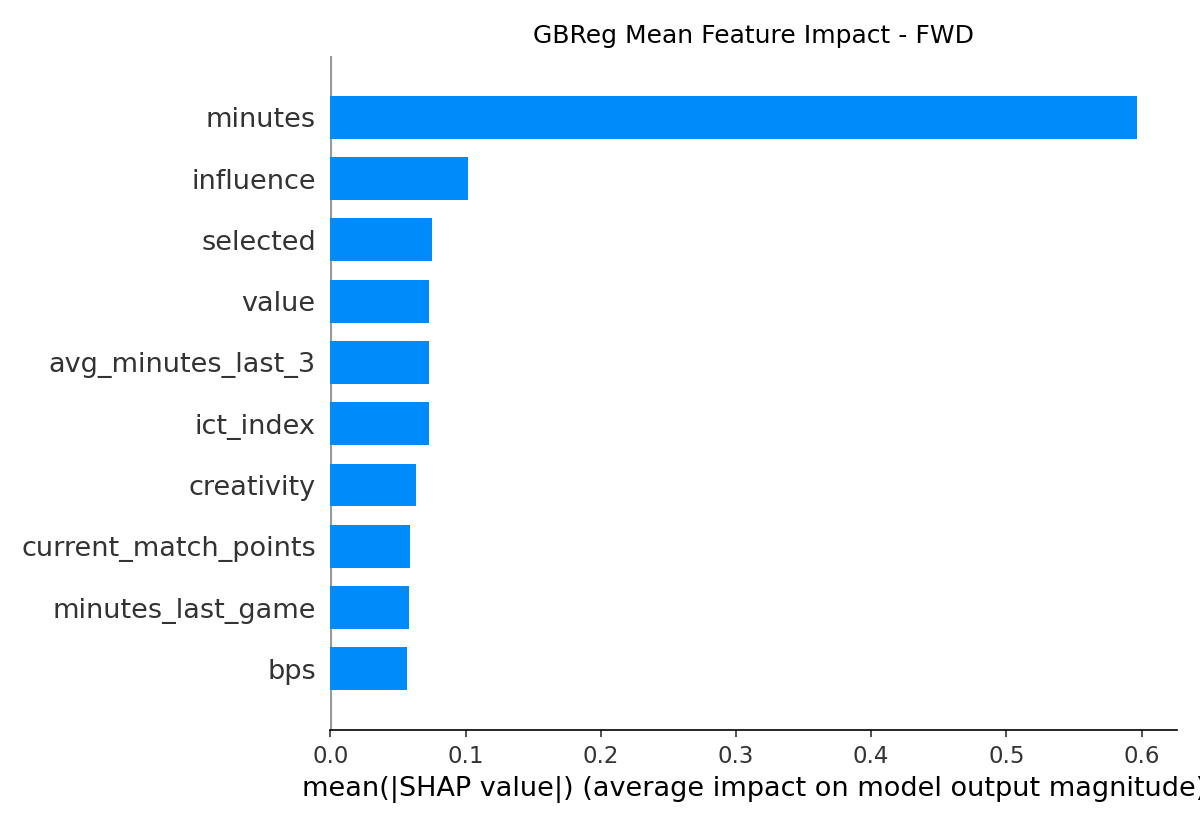 GBReg Mean Feature Impact - FWD
minutes
influence
selected
value
avg_minutes_last_3
ict_index
creativity
current_match_points
minutes_last_game
bps
0.0 0.1 0.2 0.3 0.4 0.5 0.6
mean(|SHAP value|) (average impact on model output magnitude)